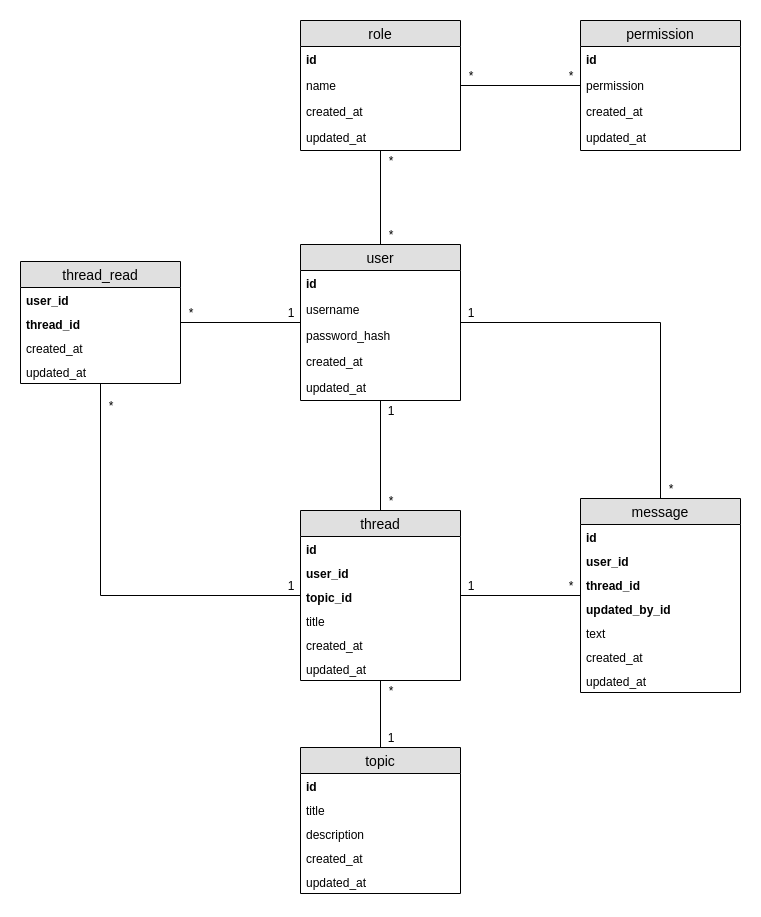 role
id
name
created_at
updated_at
* *
permission
id
permission
created_at
updated_at
*
*
thread_read
user_id
thread_id
created_at
updated_at
* 1
user
id
username
password_hash
created_at
updated_at
1
*
*
1
1
*
thread
id
user_id
topic_id
title
created_at
updated_at
1 *
message
id
user_id
thread_id
updated_by_id
text
created_at
updated_at
*
1
topic
id
title
description
created_at
updated_at